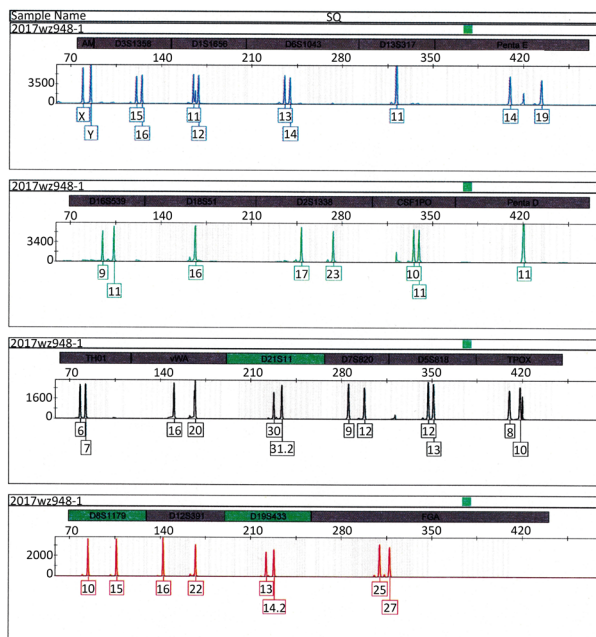 Sample Name SQ
2017wz948-1
AM D3S1358 D1S1656 D6S1043 D13S317 Penta E
70 140 210 280 350 420
3500
0
X 15 11 13 11 14 19
Y 16 12 14
2017wz948-1
D16S539 D18S51 D2S1338 CSF1PO Penta D
70 140 210 280 350 420
3400
0
9 16 17 23 10 11
11 11
2017wz948-1
TH01 vWA D21S11 D7S820 D5S818 TPOX
70 140 210 280 350 420
1600
0
6 16 20 30 9 12 12 8
7 31.2 13 10
2017wz948-1
D8S1179 D12S391 D19S433 FGA
70 140 210 280 350 420
2000
0
10 15 16 22 13 25
14.2 27